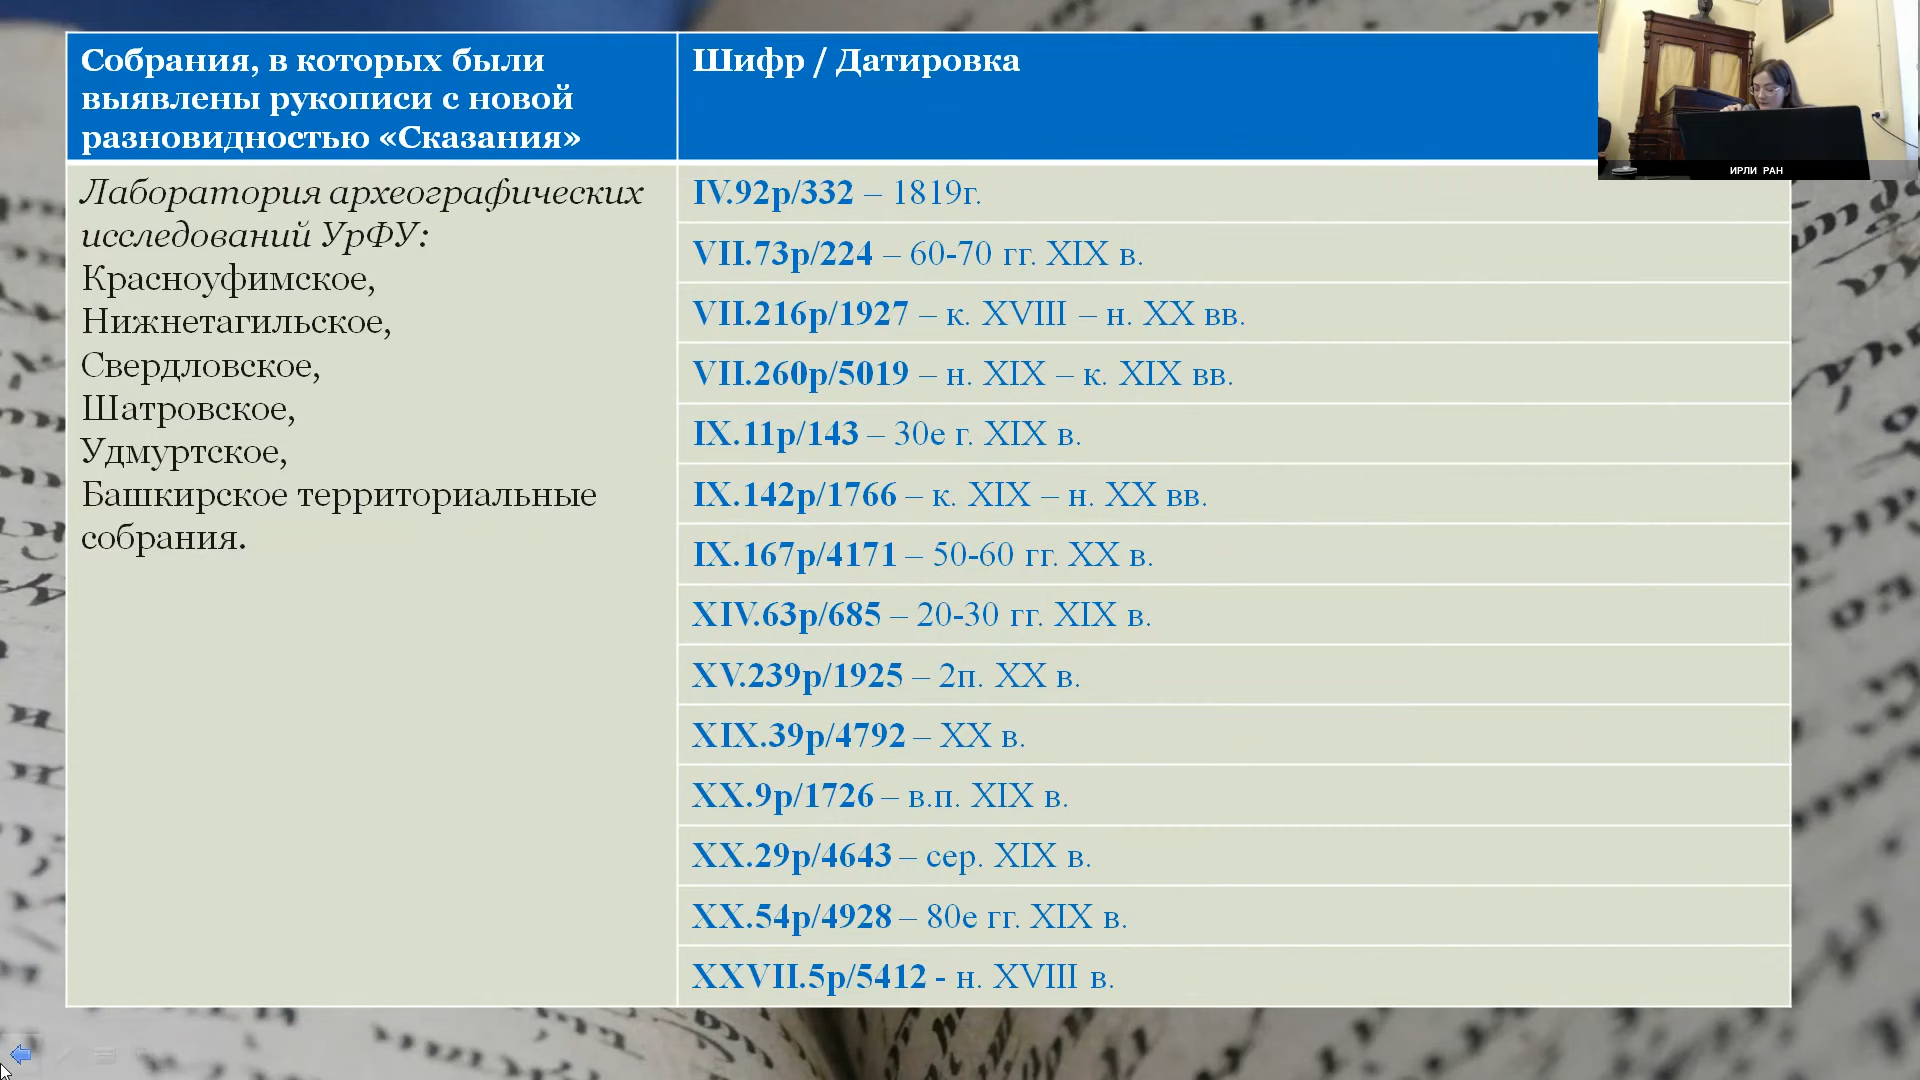 Собрания, в которых были
выявлены рукописи с новой
разновидностью «Сказания»
Шифр / Датировка
ИРЛИ РАН
Лаборатория археографических
исследований УрФУ:
Красноуфимское,
Нижнетагильское,
Свердловское,
Шатровское,
Удмуртское,
Башкирское территориальные
собрания.
IV.92р/332 – 1819г.
VII.73р/224 – 60-70 гг. XIX в.
VII.216р/1927 – к. XVIII – н. XX вв.
VII.260р/5019 – н. XIX – к. XIX вв.
IX.11р/143 – 30е г. XIX в.
IX.142р/1766 – к. XIX – н. XX вв.
IX.167р/4171 – 50-60 гг. XX в.
XIV.63р/685 – 20-30 гг. XIX в.
XV.239р/1925 – 2п. XX в.
XIX.39р/4792 – XX в.
XX.9р/1726 – в.п. XIX в.
XX.29р/4643 – сер. XIX в.
XX.54р/4928 – 80е гг. XIX в.
XXVII.5р/5412 - н. XVIII в.